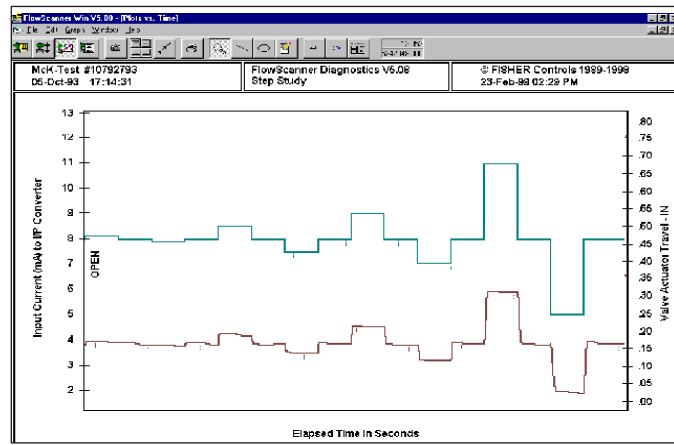 FlowScanner Win V5.00 - [Plots vs. Time]
File Edit Graph Window Help
McK-Test #10792793
05-Oct-93 17:14:31
FlowScanner Diagnostics V5.08
Step Study
© FISHER Controls 1989-1998
23-Feb-99 02:29 PM
Input Current (mA) to I/P Converter
13
12
11
10
9
8
7
6
5
4
3
2
OPEN
.80
.75
.70
.65
.60
.55
.50
.45
.40
.35
.30
.25
.20
.15
.10
.05
.00
Valve Actuator Travel - IN
Elapsed Time in Seconds